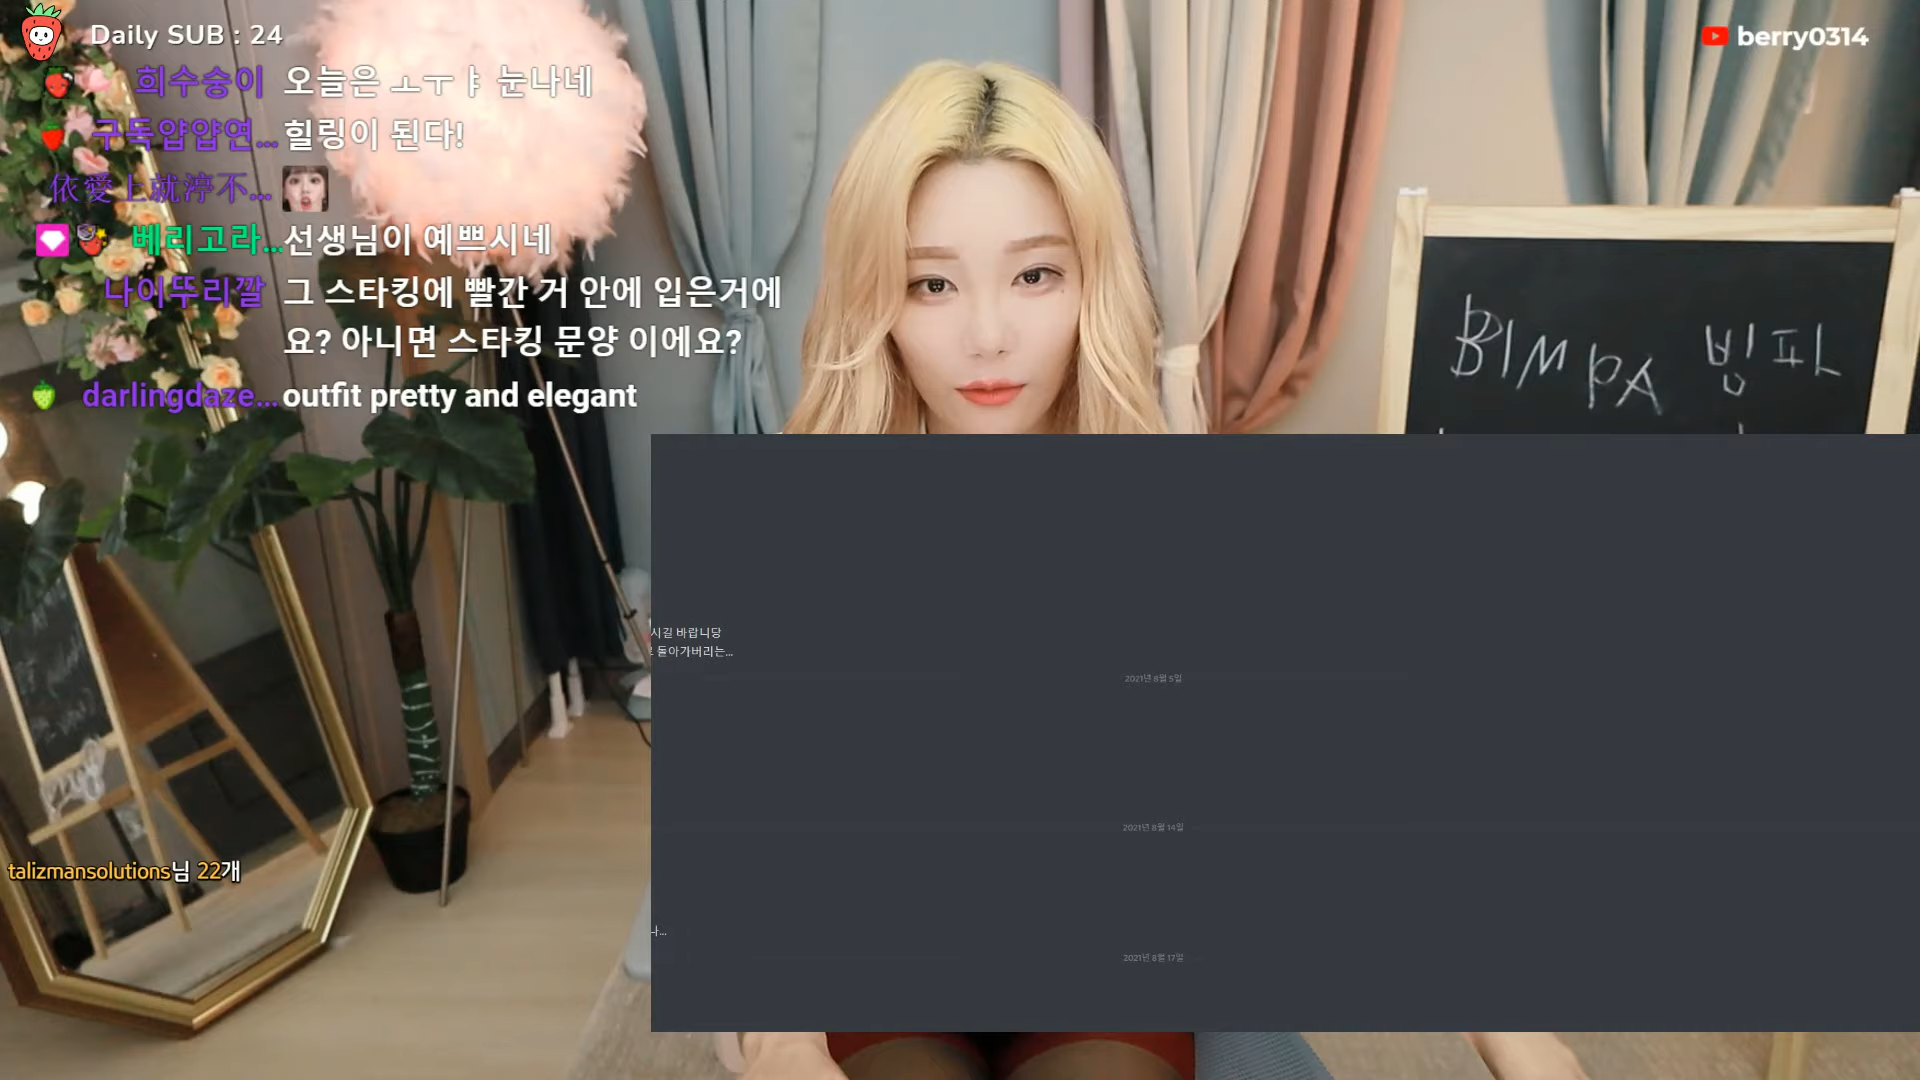 Daily SUB : 24
berry0314
희수숭이 오늘은 ㅗㅜㅑ 눈나네
구독얍얍연... 힐링이 된다!
依愛上就渟不...
베리고라... 선생님이 예쁘시네
나이뚜리깔 그 스타킹에 빨간 거 안에 입은거에
요? 아니면 스타킹 문양 이에요?
darlingdaze... outfit pretty and elegant
BIMPA 빙파
시길 바랍니당
돌아가버리는...
2021년 8월 5일
2021년 8월 14일
talizmansolutions님 22개
나...
2021년 8월 17일